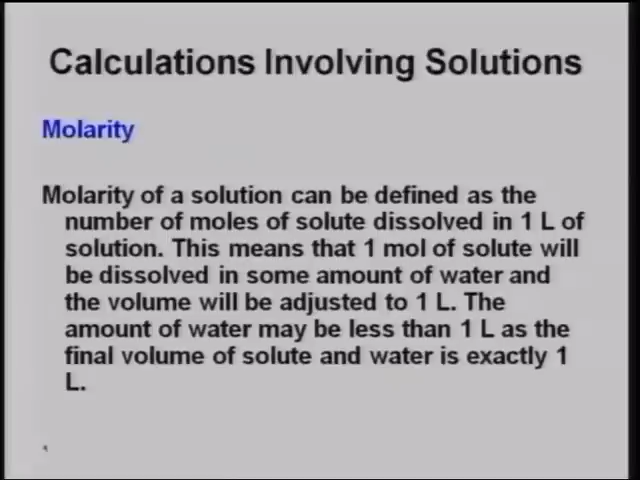 Calculations Involving Solutions
Molarity
Molarity of a solution can be defined as the
number of moles of solute dissolved in 1 L of
solution. This means that 1 mol of solute will
be dissolved in some amount of water and
the volume will be adjusted to 1 L. The
amount of water may be less than 1 L as the
final volume of solute and water is exactly 1
L.